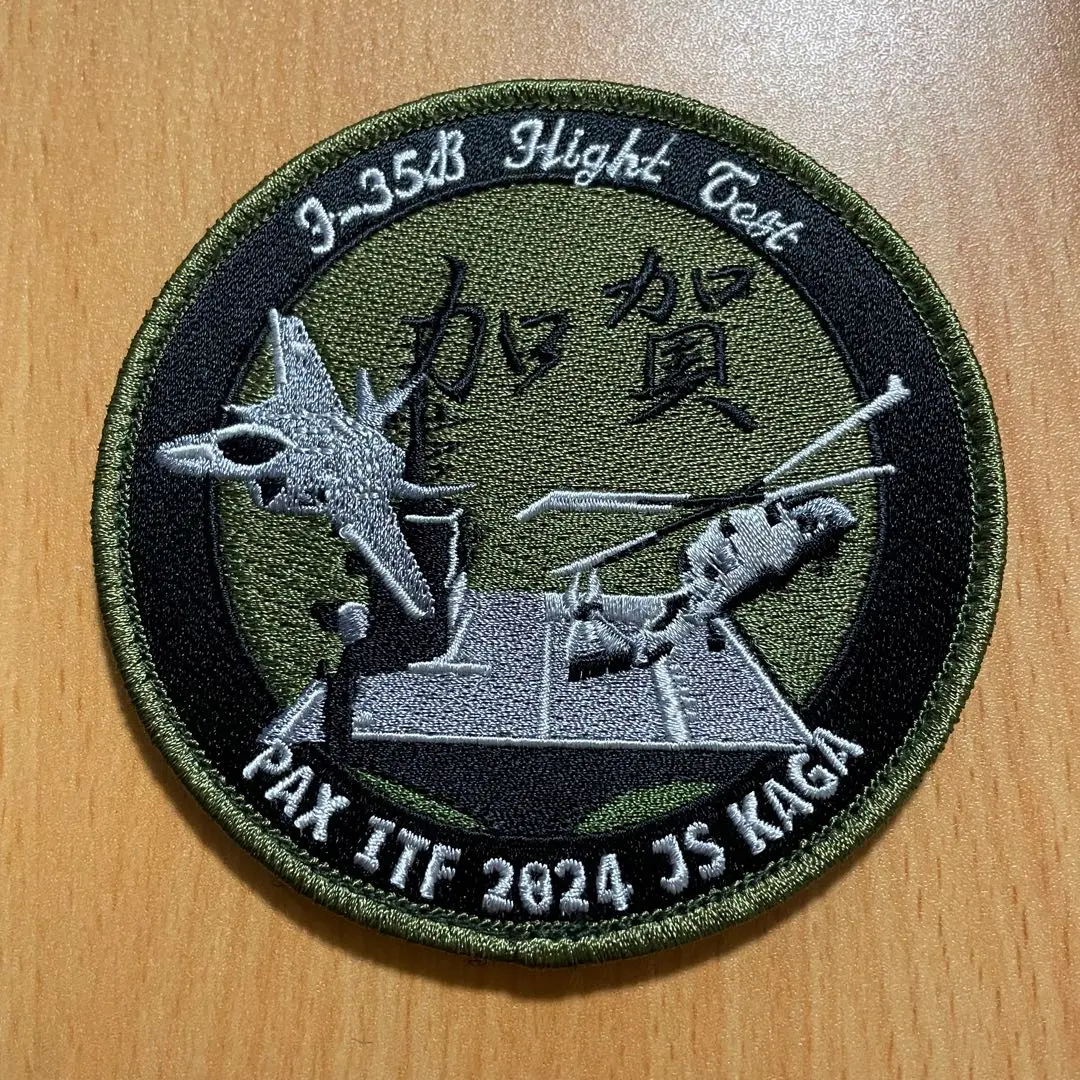 F-35B Flight Test
加賀
PAX ITF 2024 JS KAGA